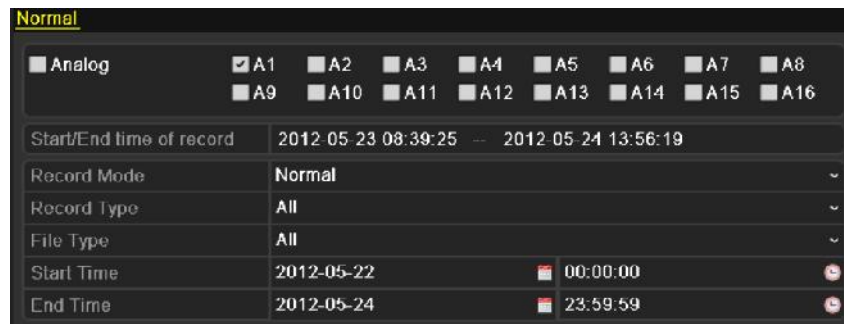 Normal
Analog A1 A2 A3 A4 A5 A6 A7 A8
A9 A10 A11 A12 A13 A14 A15 A16
Start/End time of record 2012-05-23 08:39:25 -- 2012-05-24 13:56:19
Record Mode Normal
Record Type All
File Type All
Start Time 2012-05-22 00:00:00
End Time 2012-05-24 23:59:59